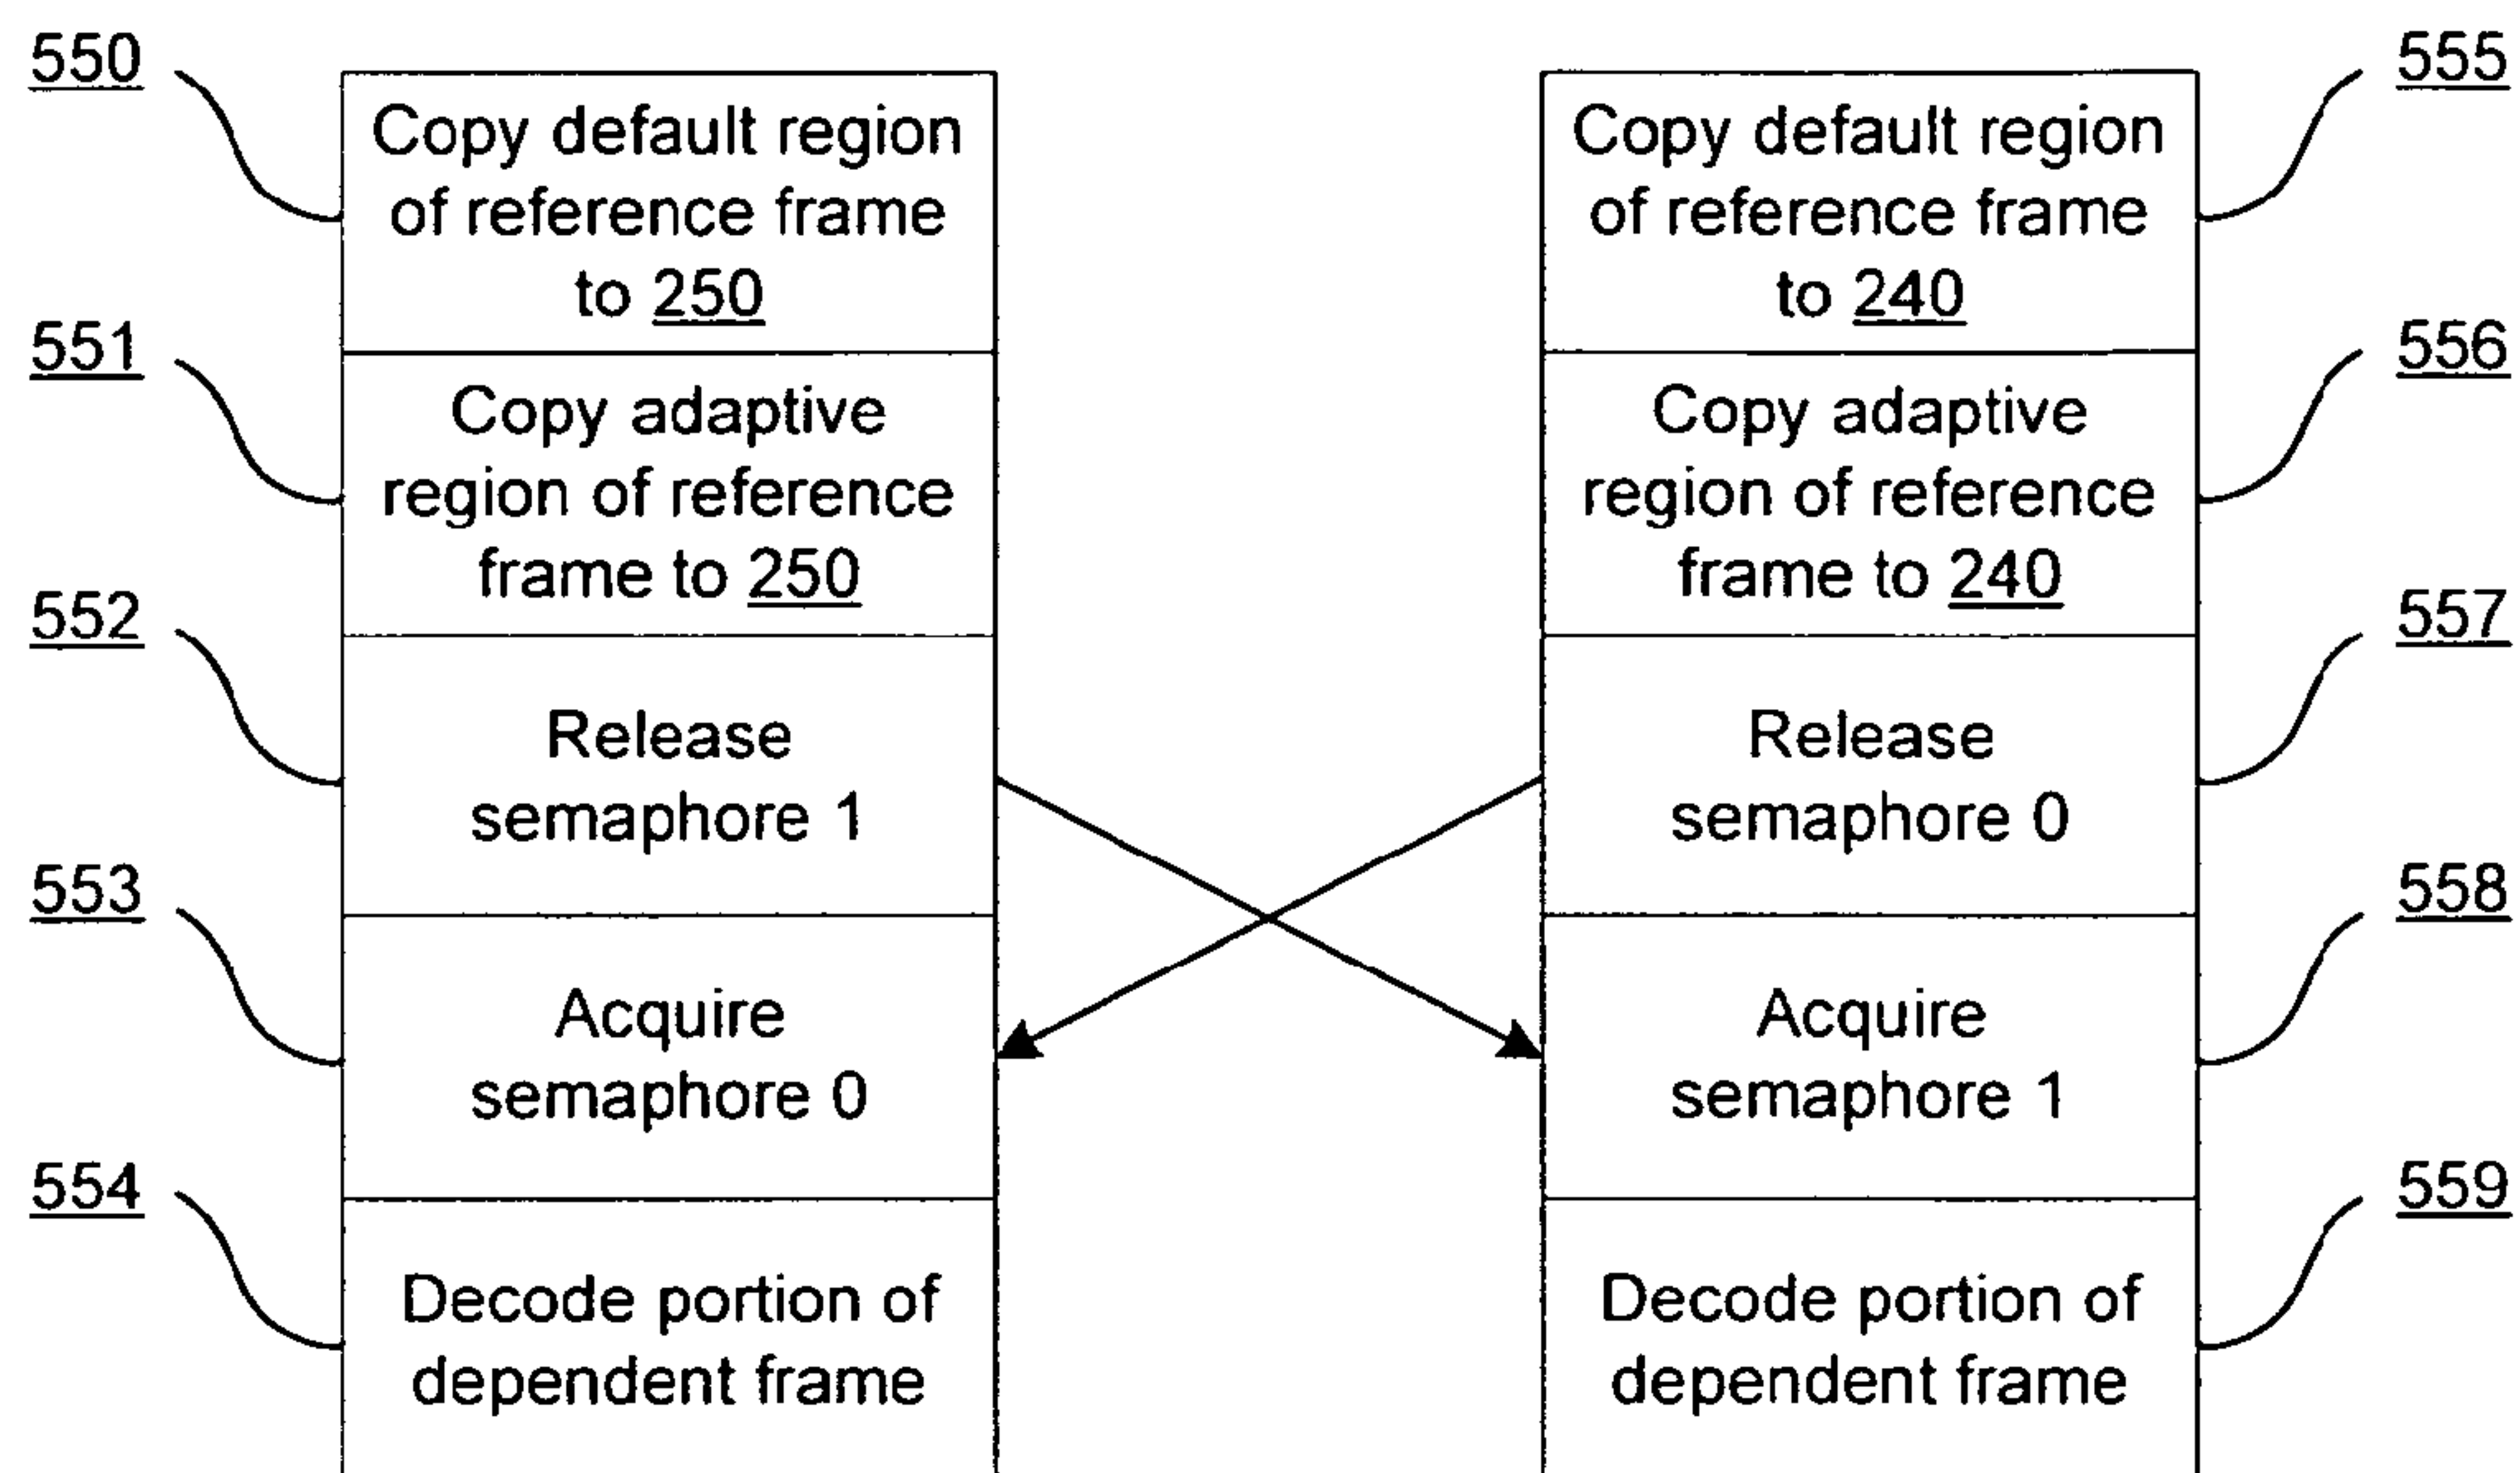 550
Copy default region
of reference frame
to 250
551
Copy adaptive
region of reference
frame to 250
552
Release
semaphore 1
553
Acquire
semaphore 0
554
Decode portion of
dependent frame
555
Copy default region
of reference frame
to 240
556
Copy adaptive
region of reference
frame to 240
557
Release
semaphore 0
558
Acquire
semaphore 1
559
Decode portion of
dependent frame